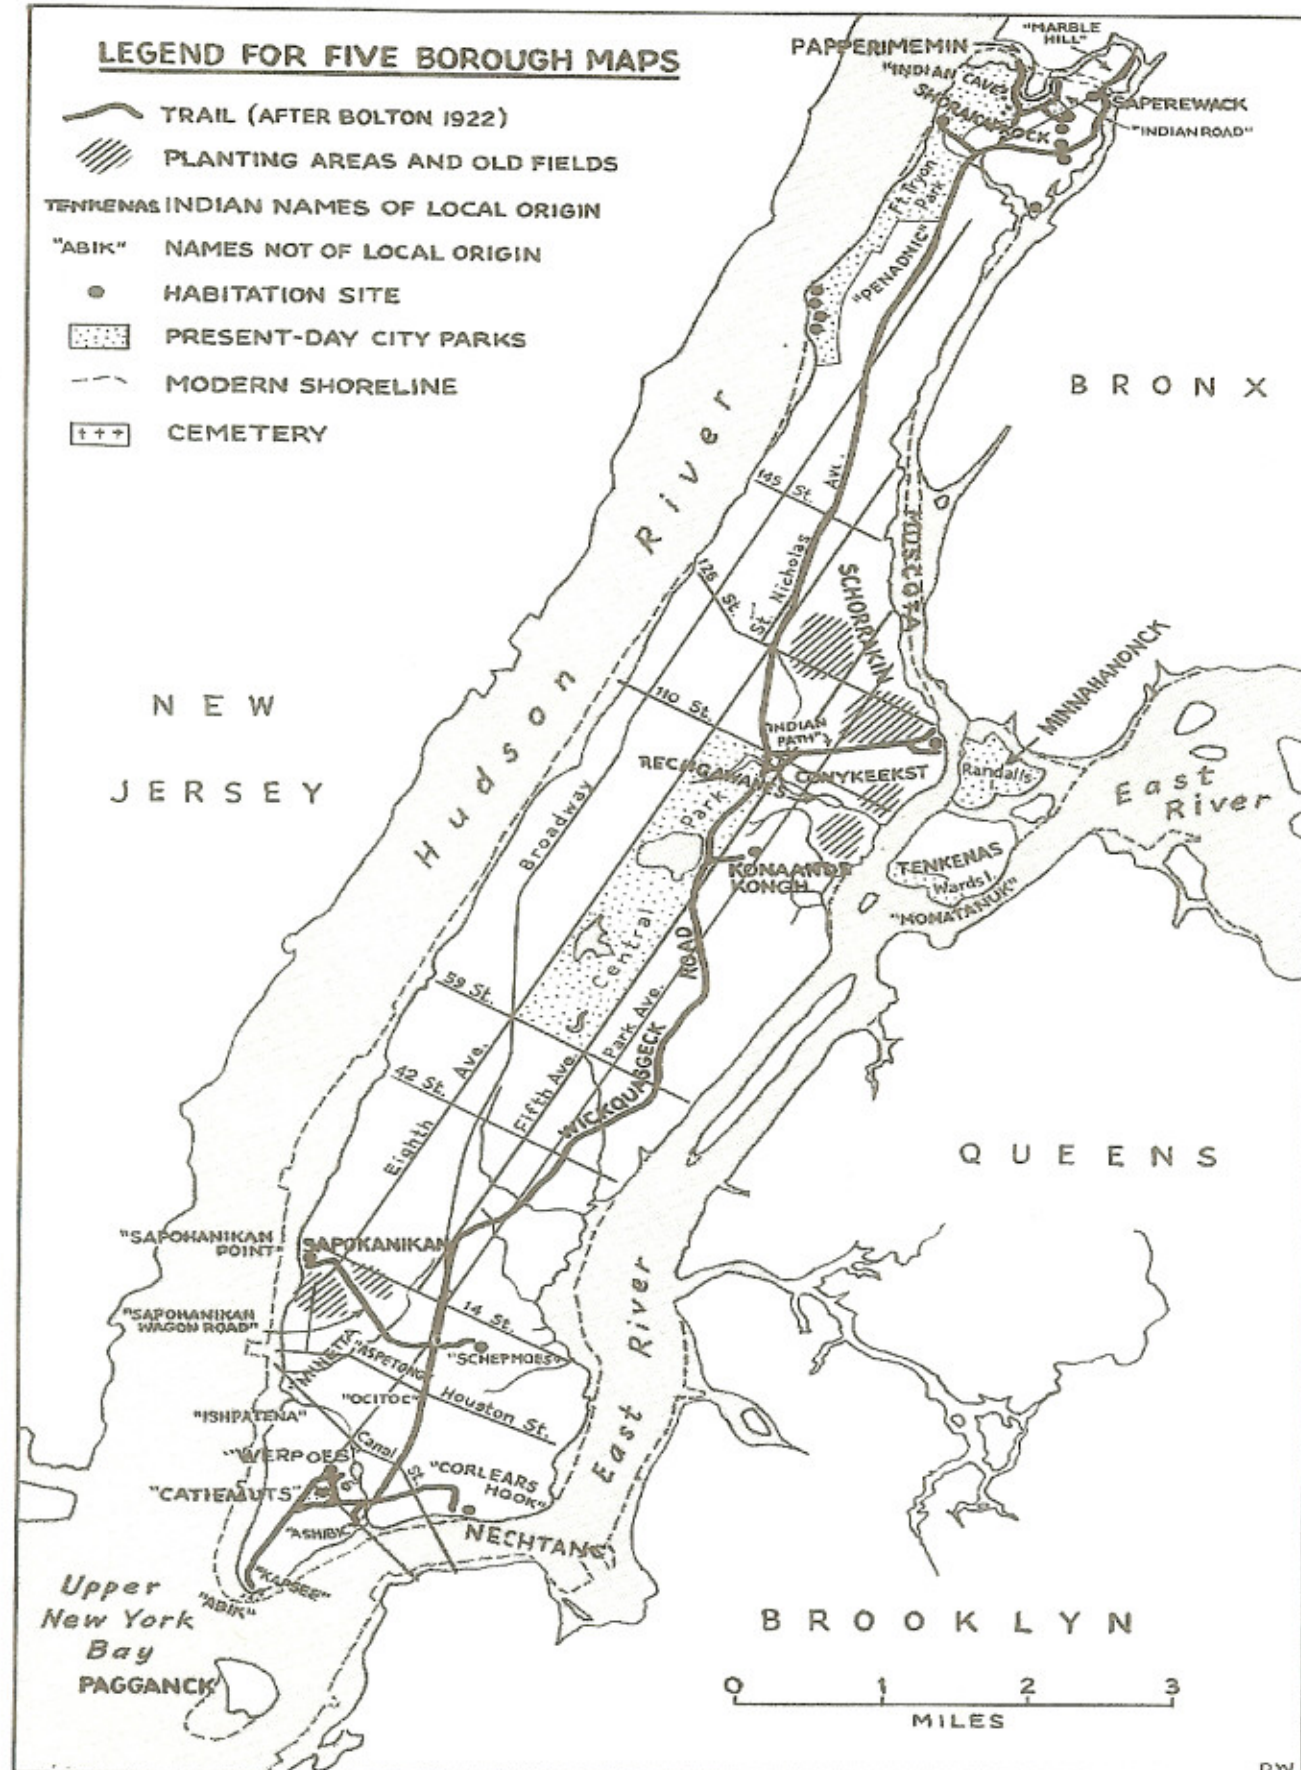 LEGEND FOR FIVE BOROUGH MAPS
TRAIL (AFTER BOLTON 1922)
PLANTING AREAS AND OLD FIELDS
TENKENAS INDIAN NAMES OF LOCAL ORIGIN
"ABIK" NAMES NOT OF LOCAL ORIGIN
HABITATION SITE
PRESENT-DAY CITY PARKS
MODERN SHORELINE
CEMETERY
"MARBLE
HILL"
PAPPERIMEMIN
"INDIAN CAVE"
SHORAKAPROCK
SAPEREWACK
"INDIAN ROAD"
Ft. Tryon
Park
"PENADNIC"
BRONX
Hudson River
145 St.
St. Nicholas Ave.
125 St.
MUSCOTA
SCHORRAKIN
MINNAHANONCK
NEW
JERSEY
110 St.
"INDIAN
PATH"
RECHGAWANES
CONYKEEKST
Randalls
I.
East
River
Broadway
Central Park
KONAANDE
KONGH
TENKENAS
Wards I.
"MONATANUK"
59 St.
WICKQUASGECK ROAD
Park Ave.
Fifth Ave.
Eighth Ave.
42 St.
QUEENS
"SAPOHANIKAN
POINT"
SAPOKANIKAN
"SAPOHANIKAN
WAGON ROAD"
14 St.
"MINETTA"
"ASPETONG"
"SCHEPMOES"
"OCITOC"
Houston St.
"ISHPATENA"
East River
"WERPOES"
Canal St.
"CATIEMUTS"
"CORLEARS
HOOK"
"ASHIBIC"
NECHTANC
"KAPSEE"
"ABIK"
Upper
New York
Bay
PAGGANCK
BROOKLYN
0 1 2 3
MILES